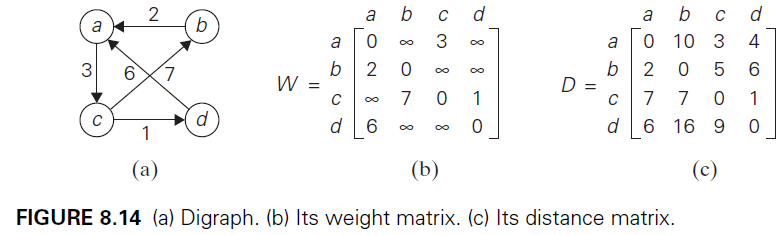 2
a b
3 6 7
c d
1
(a)
W =
a b c d
a 0 ∞ 3 ∞
b 2 0 ∞ ∞
c ∞ 7 0 1
d 6 ∞ ∞ 0
(b)
D =
a b c d
a 0 10 3 4
b 2 0 5 6
c 7 7 0 1
d 6 16 9 0
(c)
FIGURE 8.14 (a) Digraph. (b) Its weight matrix. (c) Its distance matrix.